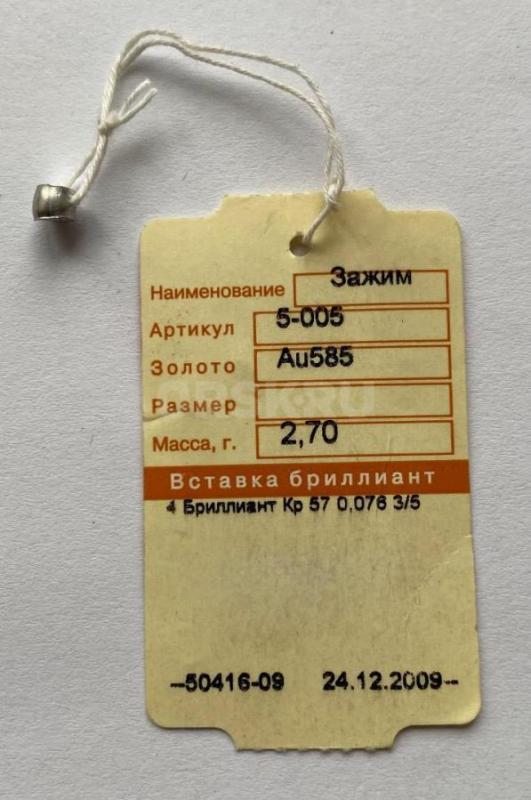 Наименование Зажим
Артикул 5-005
Золото Au585
Размер
Масса, г. 2,70
Вставка бриллиант
4 Бриллиант Кр 57 0,076 3/5
--50416-09 24.12.2009--